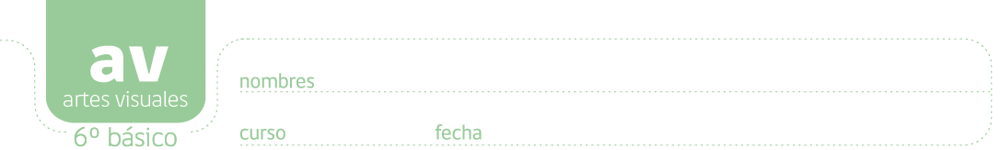 av
artes visuales
6º básico
nombres
curso
fecha